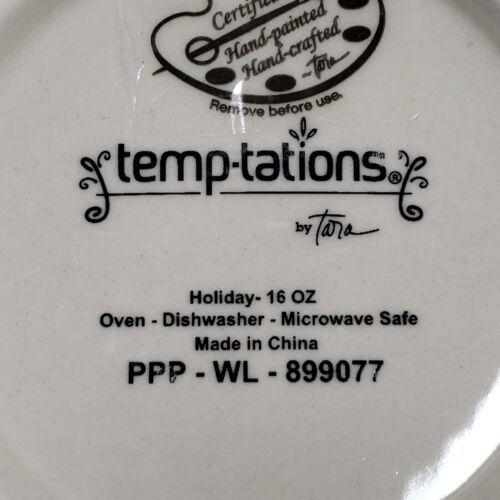 Certified
Hand-painted
Hand-crafted
~Tara
Remove before use.
temp-tations®
by Tara
Holiday- 16 OZ
Oven - Dishwasher - Microwave Safe
Made in China
PPP - WL - 899077